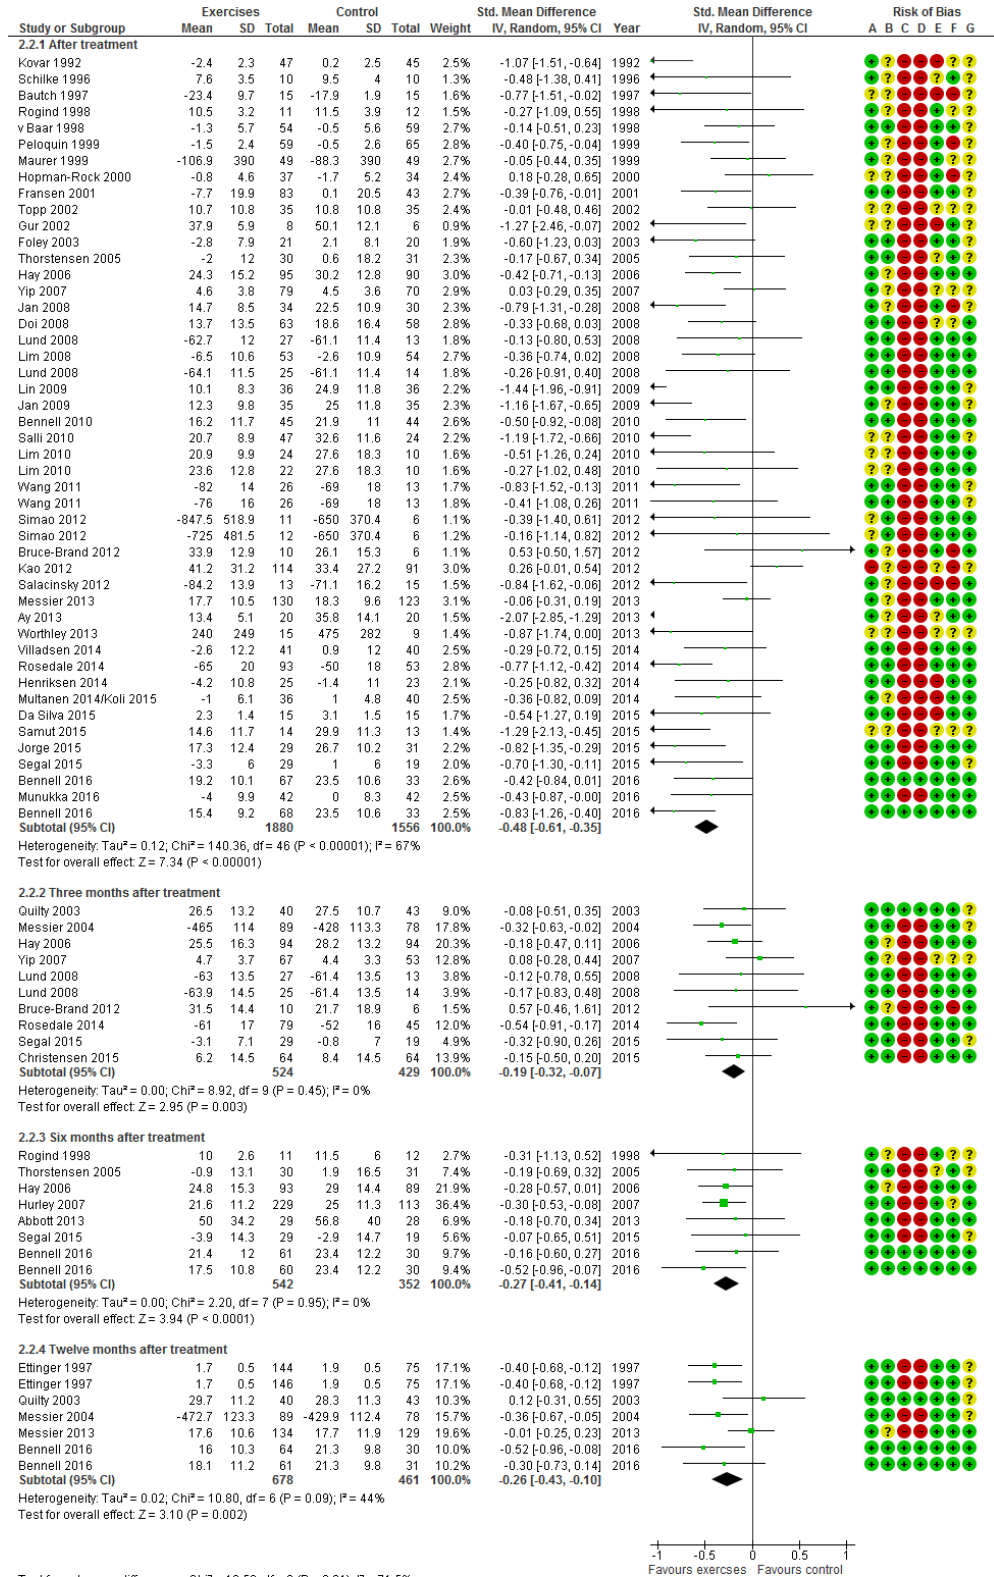 Exercises Control Std. Mean Difference Std. Mean Difference Risk of Bias
Study or Subgroup Mean SD Total Mean SD Total Weight IV, Random, 95% CI Year IV, Random, 95% CI A B C D E F G
2.2.1 After treatment
Kovar 1992 -2.4 2.3 47 0.2 2.5 45 2.5% -1.07 [-1.51, -0.64] 1992
Schilke 1996 7.6 3.5 10 9.5 4 10 1.3% -0.48 [-1.38, 0.41] 1996
Bautch 1997 -23.4 9.7 15 -17.9 1.9 15 1.6% -0.77 [-1.51, -0.02] 1997
Rogind 1998 10.5 3.2 11 11.5 3.9 12 1.5% -0.27 [-1.09, 0.55] 1998
v Baar 1998 -1.3 5.7 54 -0.5 5.6 59 2.7% -0.14 [-0.51, 0.23] 1998
Peloquin 1999 -1.5 2.4 59 -0.5 2.6 65 2.8% -0.40 [-0.75, -0.04] 1999
Maurer 1999 -106.9 390 49 -88.3 390 49 2.6% -0.05 [-0.44, 0.35] 1999
Hopman-Rock 2000 -0.8 4.6 37 -1.7 5.2 34 2.4% 0.18 [-0.28, 0.65] 2000
Fransen 2001 -7.7 19.9 83 0.1 20.5 43 2.7% -0.39 [-0.76, -0.01] 2001
Topp 2002 10.7 10.8 35 10.8 10.8 35 2.4% -0.01 [-0.48, 0.46] 2002
Gur 2002 37.9 5.9 8 50.1 12.1 6 0.9% -1.27 [-2.46, -0.07] 2002
Foley 2003 -2.8 7.9 21 2.1 8.1 20 1.9% -0.60 [-1.23, 0.03] 2003
Thorstensen 2005 -2 12 30 0.6 18.2 31 2.3% -0.17 [-0.67, 0.34] 2005
Hay 2006 24.3 15.2 95 30.2 12.8 90 3.0% -0.42 [-0.71, -0.13] 2006
Yip 2007 4.6 3.8 79 4.5 3.6 70 2.9% 0.03 [-0.29, 0.35] 2007
Jan 2008 14.7 8.5 34 22.5 10.9 30 2.3% -0.79 [-1.31, -0.28] 2008
Doi 2008 13.7 13.5 63 18.6 16.4 58 2.8% -0.33 [-0.68, 0.03] 2008
Lund 2008 -62.7 12 27 -61.1 11.4 13 1.8% -0.13 [-0.80, 0.53] 2008
Lim 2008 -6.5 10.6 53 -2.6 10.9 54 2.7% -0.36 [-0.74, 0.02] 2008
Lund 2008 -64.1 11.5 25 -61.1 11.4 14 1.8% -0.26 [-0.91, 0.40] 2008
Lin 2009 10.1 8.3 36 24.9 11.8 36 2.2% -1.44 [-1.96, -0.91] 2009
Jan 2009 12.3 9.8 35 25 11.8 35 2.3% -1.16 [-1.67, -0.65] 2009
Bennell 2010 16.2 11.7 45 21.9 11 44 2.5% -0.50 [-0.92, -0.08] 2010
Salli 2010 20.7 8.9 47 32.6 11.6 24 2.2% -1.19 [-1.72, -0.66] 2010
Lim 2010 20.9 9.9 24 27.6 18.3 10 1.6% -0.51 [-1.26, 0.24] 2010
Lim 2010 23.6 12.8 22 27.6 18.3 10 1.6% -0.27 [-1.02, 0.48] 2010
Wang 2011 -82 14 26 -69 18 13 1.7% -0.83 [-1.52, -0.13] 2011
Wang 2011 -76 16 26 -69 18 13 1.8% -0.41 [-1.08, 0.26] 2011
Simao 2012 -847.5 518.9 11 -650 370.4 6 1.1% -0.39 [-1.40, 0.61] 2012
Simao 2012 -725 481.5 12 -650 370.4 6 1.2% -0.16 [-1.14, 0.82] 2012
Bruce-Brand 2012 33.9 12.9 10 26.1 15.3 6 1.1% 0.53 [-0.50, 1.57] 2012
Kao 2012 41.2 31.2 114 33.4 27.2 91 3.0% 0.26 [-0.01, 0.54] 2012
Salacinsky 2012 -84.2 13.9 13 -71.1 16.2 15 1.5% -0.84 [-1.62, -0.06] 2012
Messier 2013 17.7 10.5 130 18.3 9.6 123 3.1% -0.06 [-0.31, 0.19] 2013
Ay 2013 13.4 5.1 20 35.8 14.1 20 1.5% -2.07 [-2.85, -1.29] 2013
Worthley 2013 240 249 15 475 282 9 1.4% -0.87 [-1.74, 0.00] 2013
Villadsen 2014 -2.6 12.2 41 0.9 12 40 2.5% -0.29 [-0.72, 0.15] 2014
Rosedale 2014 -65 20 93 -50 18 53 2.8% -0.77 [-1.12, -0.42] 2014
Henriksen 2014 -4.2 10.8 25 -1.4 11 23 2.1% -0.25 [-0.82, 0.32] 2014
Multanen 2014/Koli 2015 -1 6.1 36 1 4.8 40 2.5% -0.36 [-0.82, 0.09] 2014
Da Silva 2015 2.3 1.4 15 3.1 1.5 15 1.7% -0.54 [-1.27, 0.19] 2015
Samut 2015 14.6 11.7 14 29.9 11.3 13 1.4% -1.29 [-2.13, -0.45] 2015
Jorge 2015 17.3 12.4 29 26.7 10.2 31 2.2% -0.82 [-1.35, -0.29] 2015
Segal 2015 -3.3 6 29 1 6 19 2.0% -0.70 [-1.30, -0.11] 2015
Bennell 2016 19.2 10.1 67 23.5 10.6 33 2.6% -0.42 [-0.84, 0.01] 2016
Munukka 2016 -4 9.9 42 0 8.3 42 2.5% -0.43 [-0.87, -0.00] 2016
Bennell 2016 15.4 9.2 68 23.5 10.6 33 2.5% -0.83 [-1.26, -0.40] 2016
Subtotal (95% CI) 1880 1556 100.0% -0.48 [-0.61, -0.35]
Heterogeneity: Tau² = 0.12; Chi² = 140.36, df = 46 (P < 0.00001); I² = 67%
Test for overall effect: Z = 7.34 (P < 0.00001)
2.2.2 Three months after treatment
Quilty 2003 26.5 13.2 40 27.5 10.7 43 9.0% -0.08 [-0.51, 0.35] 2003
Messier 2004 -465 114 89 -428 113.3 78 17.8% -0.32 [-0.63, -0.02] 2004
Hay 2006 25.5 16.3 94 28.2 13.2 94 20.3% -0.18 [-0.47, 0.11] 2006
Yip 2007 4.7 3.7 67 4.4 3.3 53 12.8% 0.08 [-0.28, 0.44] 2007
Lund 2008 -63 13.5 27 -61.4 13.5 13 3.8% -0.12 [-0.78, 0.55] 2008
Lund 2008 -63.9 14.5 25 -61.4 13.5 14 3.9% -0.17 [-0.83, 0.48] 2008
Bruce-Brand 2012 31.5 14.4 10 21.7 18.9 6 1.6% 0.57 [-0.46, 1.61] 2012
Rosedale 2014 -61 17 79 -52 16 45 12.0% -0.54 [-0.91, -0.17] 2014
Segal 2015 -3.1 7.1 29 -0.8 7 19 4.9% -0.32 [-0.90, 0.26] 2015
Christensen 2015 6.2 14.5 64 8.4 14.5 64 13.9% -0.15 [-0.50, 0.20] 2015
Subtotal (95% CI) 524 429 100.0% -0.19 [-0.32, -0.07]
Heterogeneity: Tau² = 0.00; Chi² = 8.92, df = 9 (P = 0.45); I² = 0%
Test for overall effect: Z = 2.95 (P = 0.003)
2.2.3 Six months after treatment
Rogind 1998 10 2.6 11 11.5 6 12 2.7% -0.31 [-1.13, 0.52] 1998
Thorstensen 2005 -0.9 13.1 30 1.9 16.5 31 7.4% -0.19 [-0.69, 0.32] 2005
Hay 2006 24.8 15.3 93 29 14.4 89 21.9% -0.28 [-0.57, 0.01] 2006
Hurley 2007 21.6 11.2 229 25 11.3 113 36.4% -0.30 [-0.53, -0.08] 2007
Abbott 2013 50 34.2 29 56.8 40 28 6.9% -0.18 [-0.70, 0.34] 2013
Segal 2015 -3.9 14.3 29 -2.9 14.7 19 5.6% -0.07 [-0.65, 0.51] 2015
Bennell 2016 21.4 12 61 23.4 12.2 30 9.7% -0.16 [-0.60, 0.27] 2016
Bennell 2016 17.5 10.8 60 23.4 12.2 30 9.4% -0.52 [-0.96, -0.07] 2016
Subtotal (95% CI) 542 352 100.0% -0.27 [-0.41, -0.14]
Heterogeneity: Tau² = 0.00; Chi² = 2.20, df = 7 (P = 0.95); I² = 0%
Test for overall effect: Z = 3.94 (P < 0.0001)
2.2.4 Twelve months after treatment
Ettinger 1997 1.7 0.5 144 1.9 0.5 75 17.1% -0.40 [-0.68, -0.12] 1997
Ettinger 1997 1.7 0.5 146 1.9 0.5 75 17.1% -0.40 [-0.68, -0.12] 1997
Quilty 2003 29.7 11.2 40 28.3 11.3 43 10.3% 0.12 [-0.31, 0.55] 2003
Messier 2004 -472.7 123.3 89 -429.9 112.4 78 15.7% -0.36 [-0.67, -0.05] 2004
Messier 2013 17.6 10.6 134 17.7 11.9 129 19.6% -0.01 [-0.25, 0.23] 2013
Bennell 2016 16 10.3 64 21.3 9.8 30 10.0% -0.52 [-0.96, -0.08] 2016
Bennell 2016 18.1 11.2 61 21.3 9.8 31 10.3% -0.30 [-0.73, 0.14] 2016
Subtotal (95% CI) 678 461 100.0% -0.26 [-0.43, -0.10]
Heterogeneity: Tau² = 0.02; Chi² = 10.80, df = 6 (P = 0.09); I² = 44%
Test for overall effect: Z = 3.10 (P = 0.002)
-1 -0.5 0 0.5 1
Favours exercses Favours control